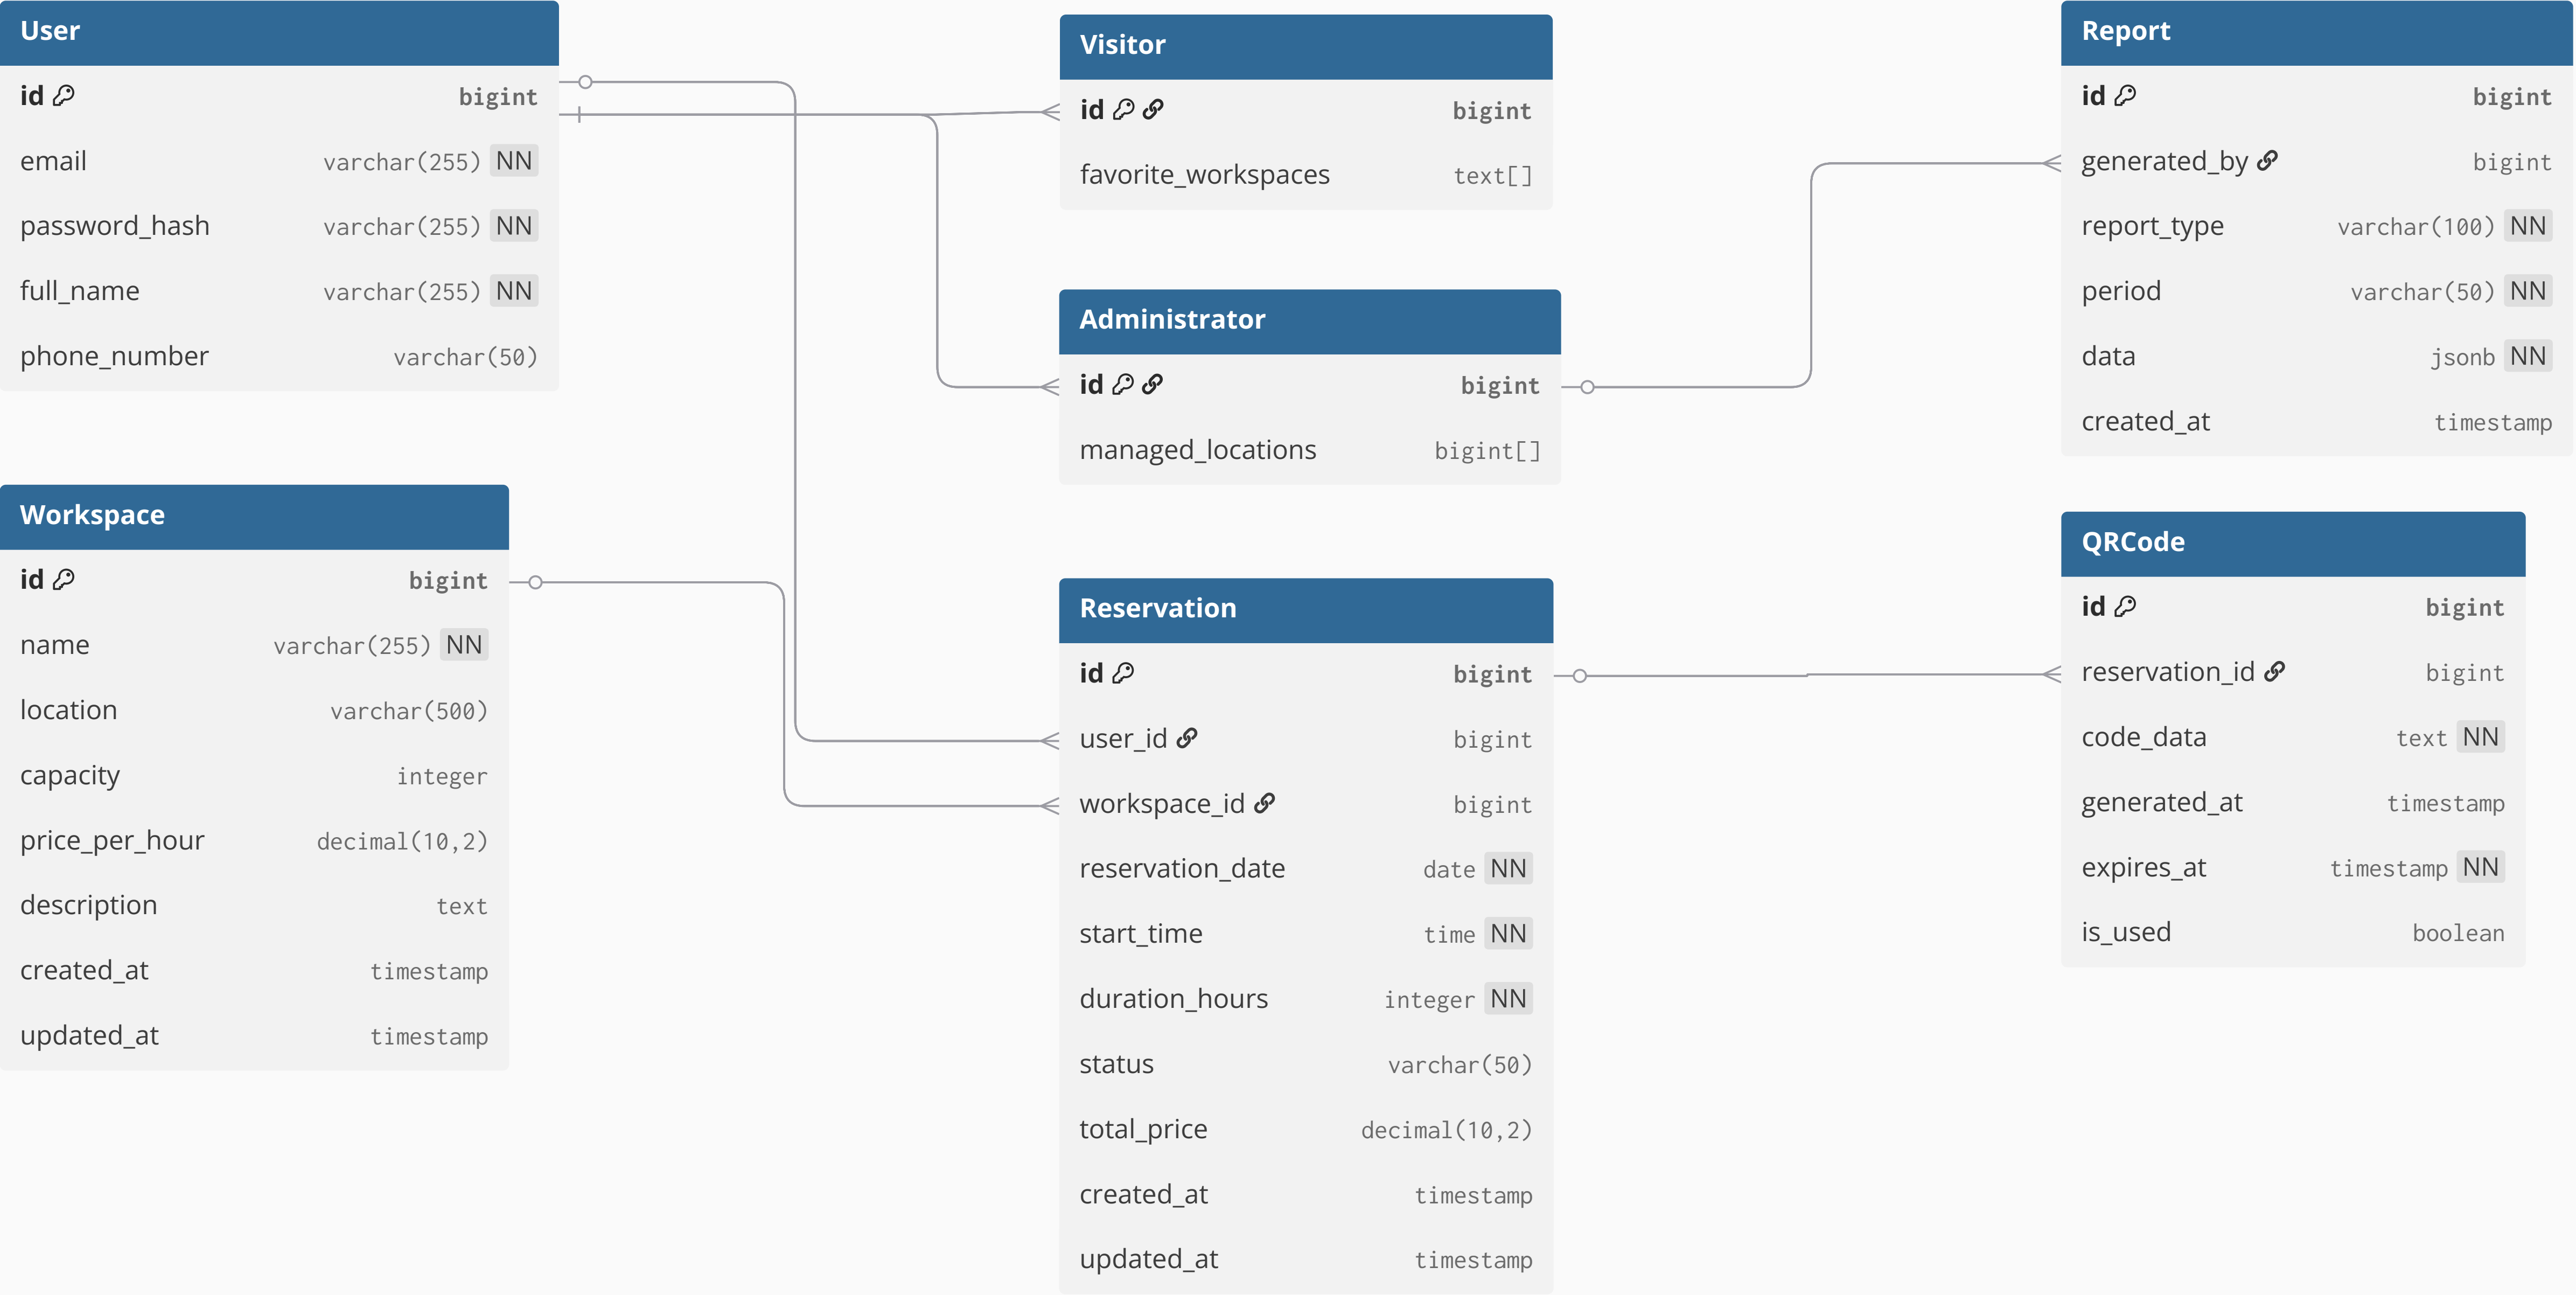 User
id bigint
email varchar(255) NN
password_hash varchar(255) NN
full_name varchar(255) NN
phone_number varchar(50)
Workspace
id bigint
name varchar(255) NN
location varchar(500)
capacity integer
price_per_hour decimal(10,2)
description text
created_at timestamp
updated_at timestamp
Visitor
id bigint
favorite_workspaces text[]
Administrator
id bigint
managed_locations bigint[]
Reservation
id bigint
user_id bigint
workspace_id bigint
reservation_date date NN
start_time time NN
duration_hours integer NN
status varchar(50)
total_price decimal(10,2)
created_at timestamp
updated_at timestamp
Report
id bigint
generated_by bigint
report_type varchar(100) NN
period varchar(50) NN
data jsonb NN
created_at timestamp
QRCode
id bigint
reservation_id bigint
code_data text NN
generated_at timestamp
expires_at timestamp NN
is_used boolean